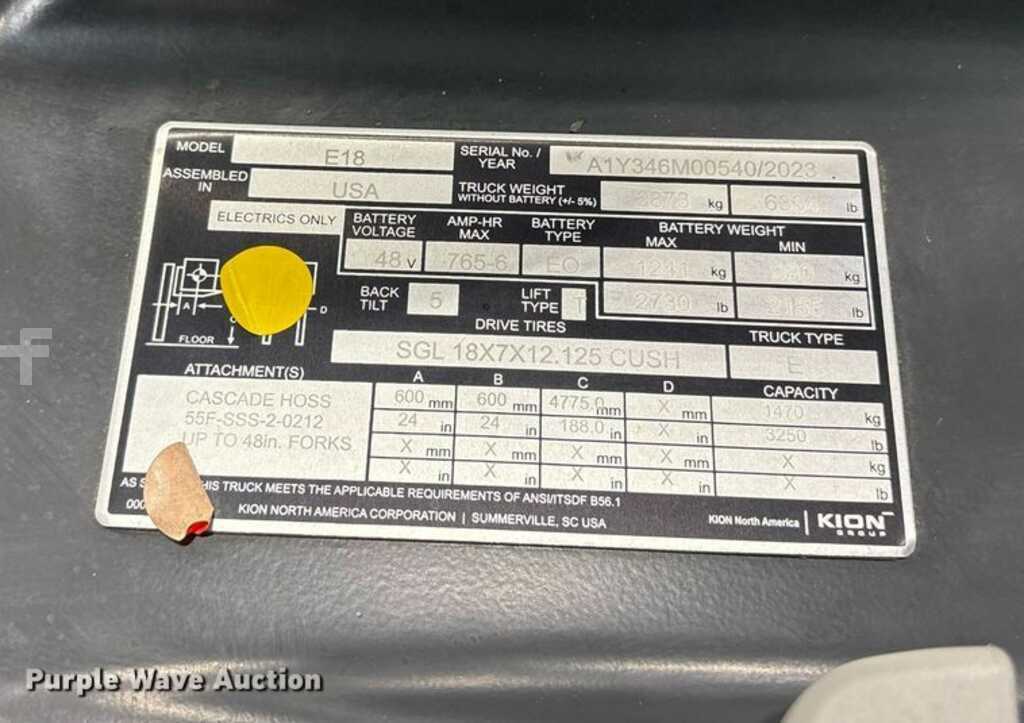 MODEL E18 SERIAL No. / YEAR A1Y346M00540/2023
ASSEMBLED IN USA TRUCK WEIGHT WITHOUT BATTERY (+/- 5%) kg lb
ELECTRICS ONLY BATTERY VOLTAGE 48 V AMP-HR MAX 765-6 BATTERY TYPE EO BATTERY WEIGHT
MAX kg MIN kg
2730 lb lb
BACK TILT 5 LIFT TYPE T
A D
FLOOR
DRIVE TIRES TRUCK TYPE
SGL 18X7X12.125 CUSH E
ATTACHMENT(S) A B C D CAPACITY
CASCADE HOSS 600 mm 600 mm 4775.0 mm X mm 1470 kg
55F-SSS-2-0212 24 in 24 in 188.0 in X in 3250 lb
UP TO 48in. FORKS X mm X mm X mm X mm X kg
X in X in X in X in X lb
AS THIS TRUCK MEETS THE APPLICABLE REQUIREMENTS OF ANSI/ITSDF B56.1
KION NORTH AMERICA CORPORATION | SUMMERVILLE, SC USA
KION North America | KION GROUP
Purple Wave Auction